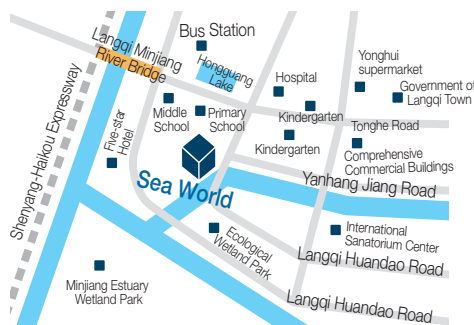 Bus Station
Langqi Minjiang
River Bridge
Hongguang
Lake
Yonghui
supermarket
Hospital
Government of
Langqi Town
Middle
School
Primary
School
Kindergarten
Tonghe Road
Shenyang-Haikou Expressway
Five-star
Hotel
Kindergarten
Comprehensive
Commercial Buildings
Sea World
Yanhang Jiang Road
International
Sanatorium Center
Ecological
Wetland Park
Langqi Huandao Road
Minjiang Estuary
Wetland Park
Langqi Huandao Road